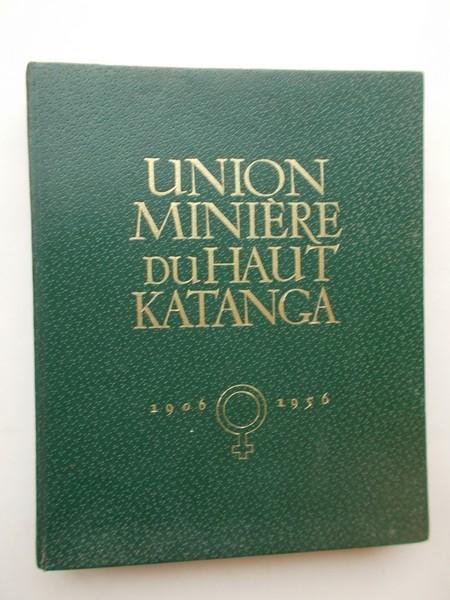 UNION
MINIÈRE
DU HAUT
KATANGA
1906 1956